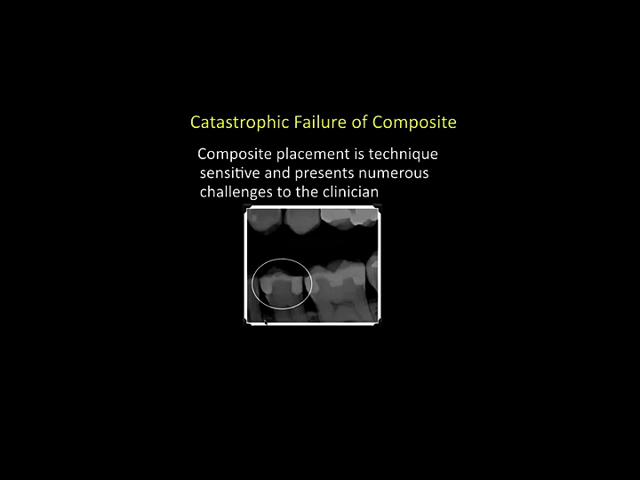 Catastrophic Failure of Composite
Composite placement is technique
sensitive and presents numerous
challenges to the clinician